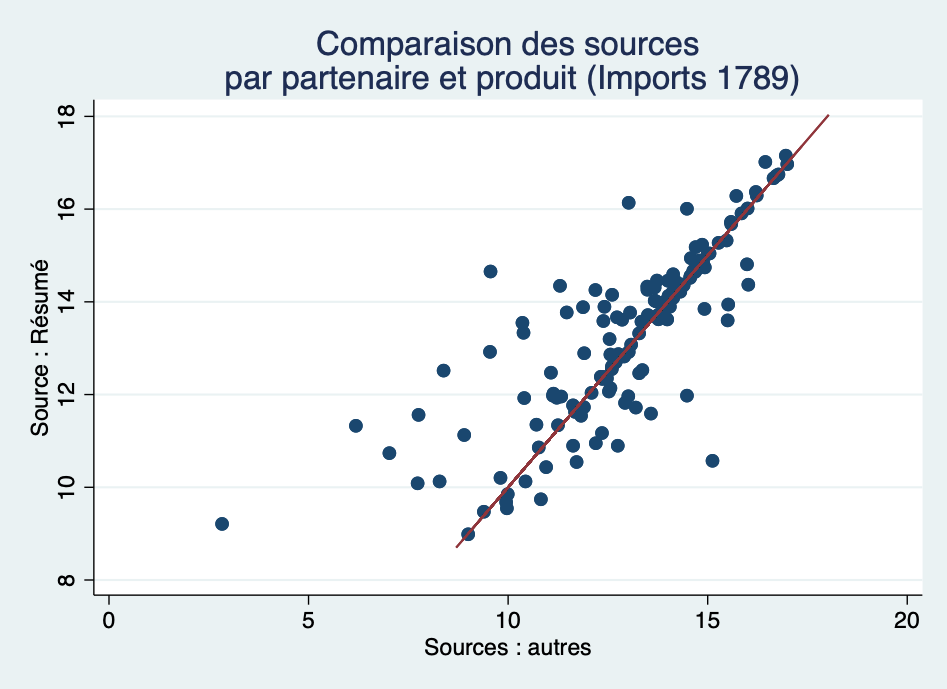 Comparaison des sources
par partenaire et produit (Imports 1789)
Source : Résumé
18
16
14
12
10
8
0 5 10 15 20
Sources : autres